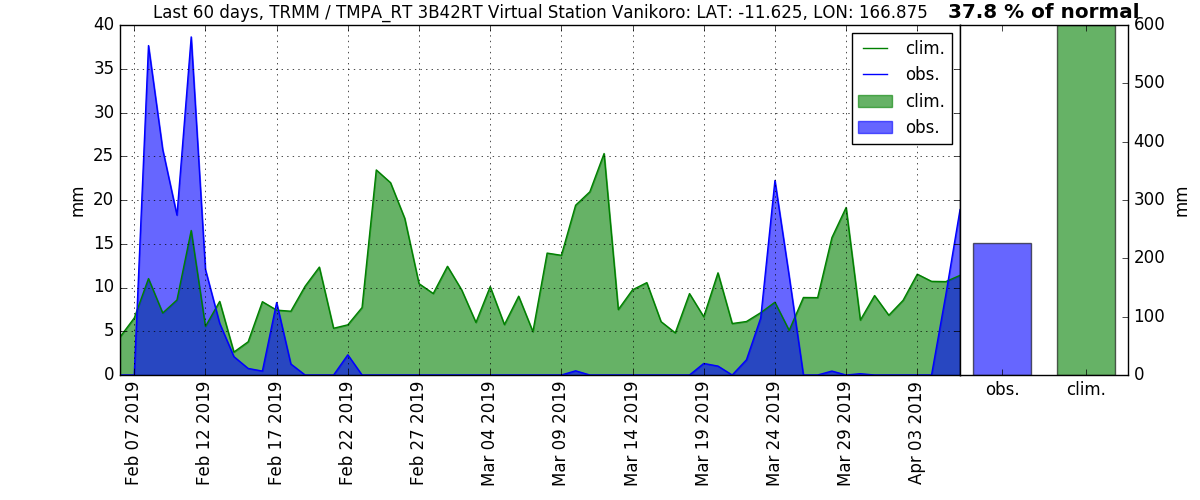 Last 60 days, TRMM / TMPA_RT 3B42RT Virtual Station Vanikoro: LAT: -11.625, LON: 166.875
37.8 % of normal
40
35
30
25
20
15
10
5
0
mm
clim.
obs.
clim.
obs.
600
500
400
300
200
100
0
mm
obs.
clim.
Feb 07 2019
Feb 12 2019
Feb 17 2019
Feb 22 2019
Feb 27 2019
Mar 04 2019
Mar 09 2019
Mar 14 2019
Mar 19 2019
Mar 24 2019
Mar 29 2019
Apr 03 2019